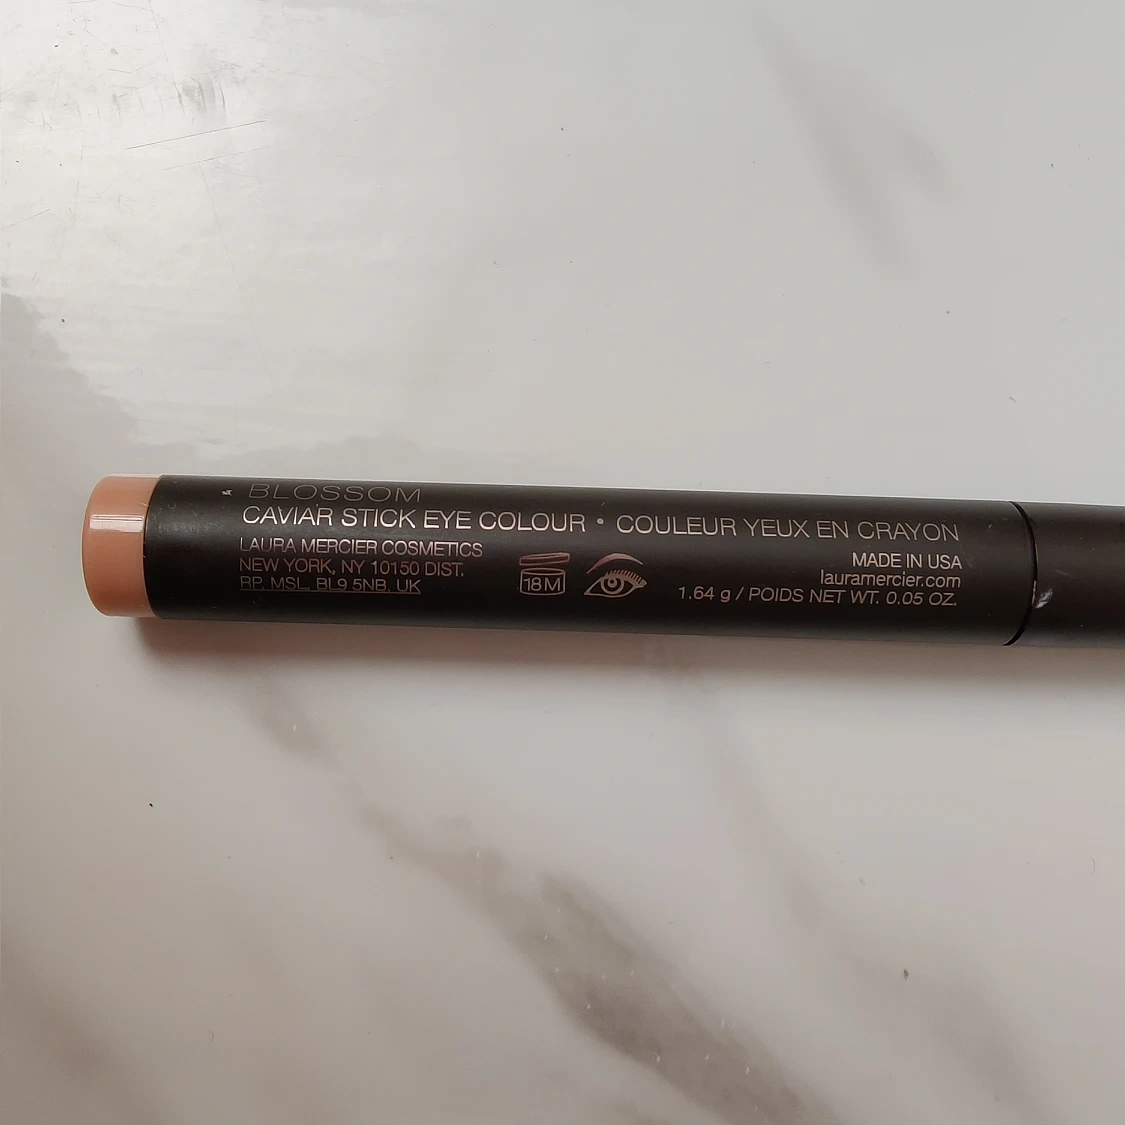 BLOSSOM
CAVIAR STICK EYE COLOUR • COULEUR YEUX EN CRAYON
LAURA MERCIER COSMETICS
NEW YORK, NY 10150 DIST.
RP, MSL, BL9 5NB, UK
18M
MADE IN USA
lauramercier.com
1.64 g / POIDS NET WT. 0.05 OZ.